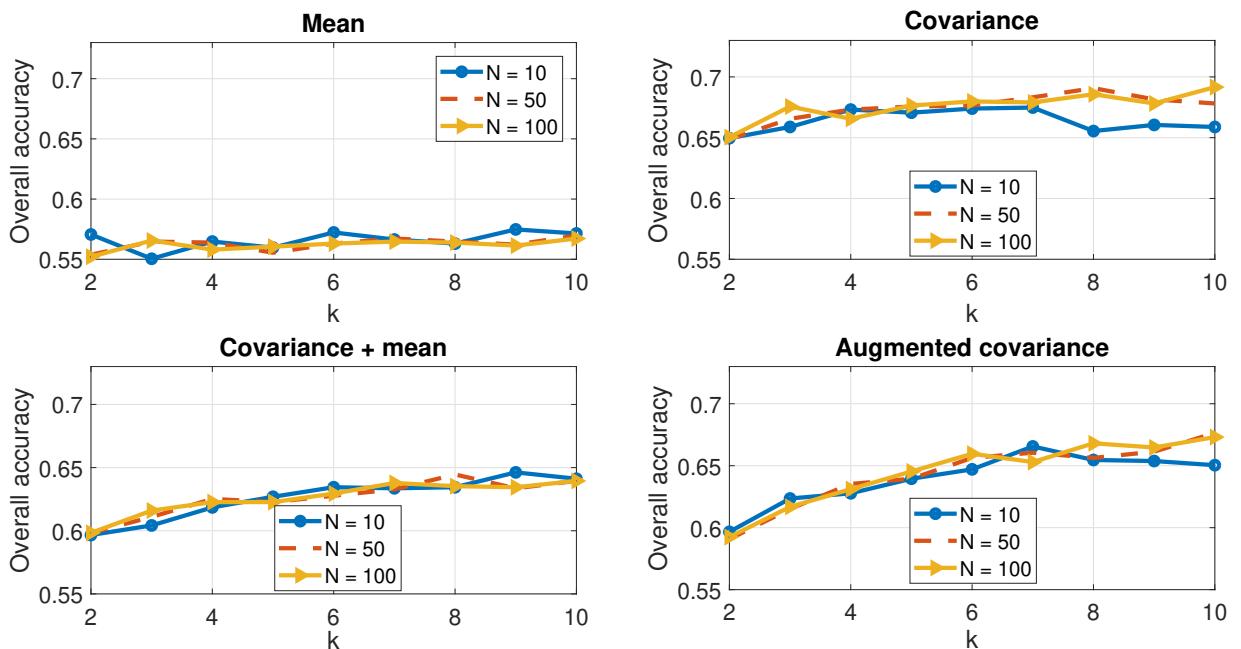 Mean
Overall accuracy
0.7
0.65
0.6
0.55
2
4
6
8
10
k
N = 10
N = 50
N = 100
Covariance
Overall accuracy
0.7
0.65
0.6
0.55
2
4
6
8
10
k
N = 10
N = 50
N = 100
Covariance + mean
Overall accuracy
0.7
0.65
0.6
0.55
2
4
6
8
10
k
N = 10
N = 50
N = 100
Augmented covariance
Overall accuracy
0.7
0.65
0.6
0.55
2
4
6
8
10
k
N = 10
N = 50
N = 100